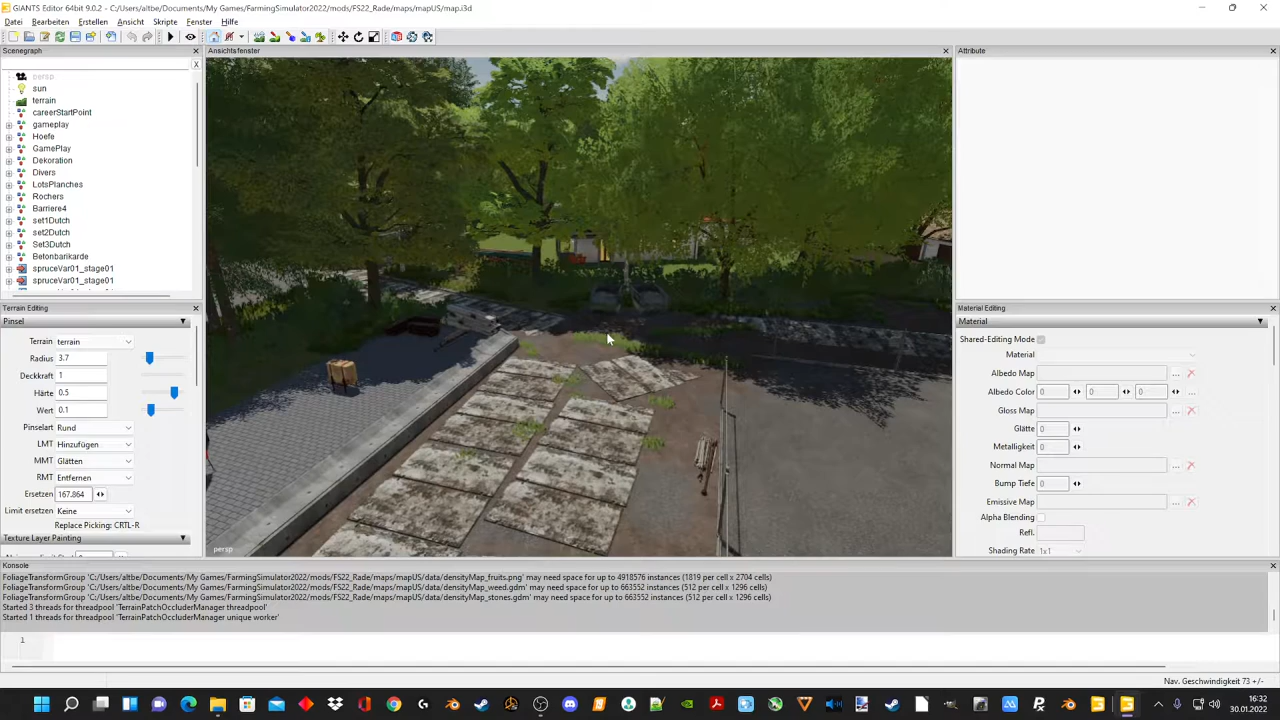 GIANTS Editor 64bit 9.0.2 - C:/Users/altbe/Documents/My Games/FarmingSimulator2022/mods/FS22_Rade/maps/mapUS/map.i3d
Datei Bearbeiten Erstellen Ansicht Skripte Fenster Hilfe
Scenegraph
X
persp
sun
terrain
careerStartPoint
gameplay
Hoefe
GamePlay
Dekoration
Divers
LotsPlanches
Rochers
Barriere4
set1Dutch
set2Dutch
Set3Dutch
Betonbarikarde
spruceVar01_stage01
spruceVar01_stage01
Terrain Editing
Pinsel
Terrain terrain
Radius 3.7
Deckkraft 1
Härte 0.5
Wert 0.1
Pinselart Rund
LMT Hinzufügen
MMT Glätten
RMT Entfernen
Ersetzen 167.864
Limit ersetzen Keine
Replace Picking: CRTL-R
Texture Layer Painting
Ansichtsfenster
persp
Attribute
Material Editing
Material
Shared-Editing Mode
Material
Albedo Map ...
Albedo Color 0 0 0 ...
Gloss Map ...
Glätte 0
Metalligkeit 0
Normal Map ...
Bump Tiefe 0
Emissive Map ...
Alpha Blending
Refl.
Shading Rate 1x1
Konsole
FoliageTransformGroup 'C:/Users/altbe/Documents/My Games/FarmingSimulator2022/mods/FS22_Rade/maps/mapUS/data/densityMap_fruits.png' may need space for up to 4918576 instances (1819 per cell x 2704 cells)
FoliageTransformGroup 'C:/Users/altbe/Documents/My Games/FarmingSimulator2022/mods/FS22_Rade/maps/mapUS/data/densityMap_weed.gdm' may need space for up to 663552 instances (512 per cell x 1296 cells)
FoliageTransformGroup 'C:/Users/altbe/Documents/My Games/FarmingSimulator2022/mods/FS22_Rade/maps/mapUS/data/densityMap_stones.gdm' may need space for up to 663552 instances (512 per cell x 1296 cells)
Started 3 threads for threadpool 'TerrainPatchOccluderManager threadpool'
Started 1 threads for threadpool 'TerrainPatchOccluderManager unique worker'
1
Nav. Geschwindigkeit 73 +/-
16:32
30.01.2022